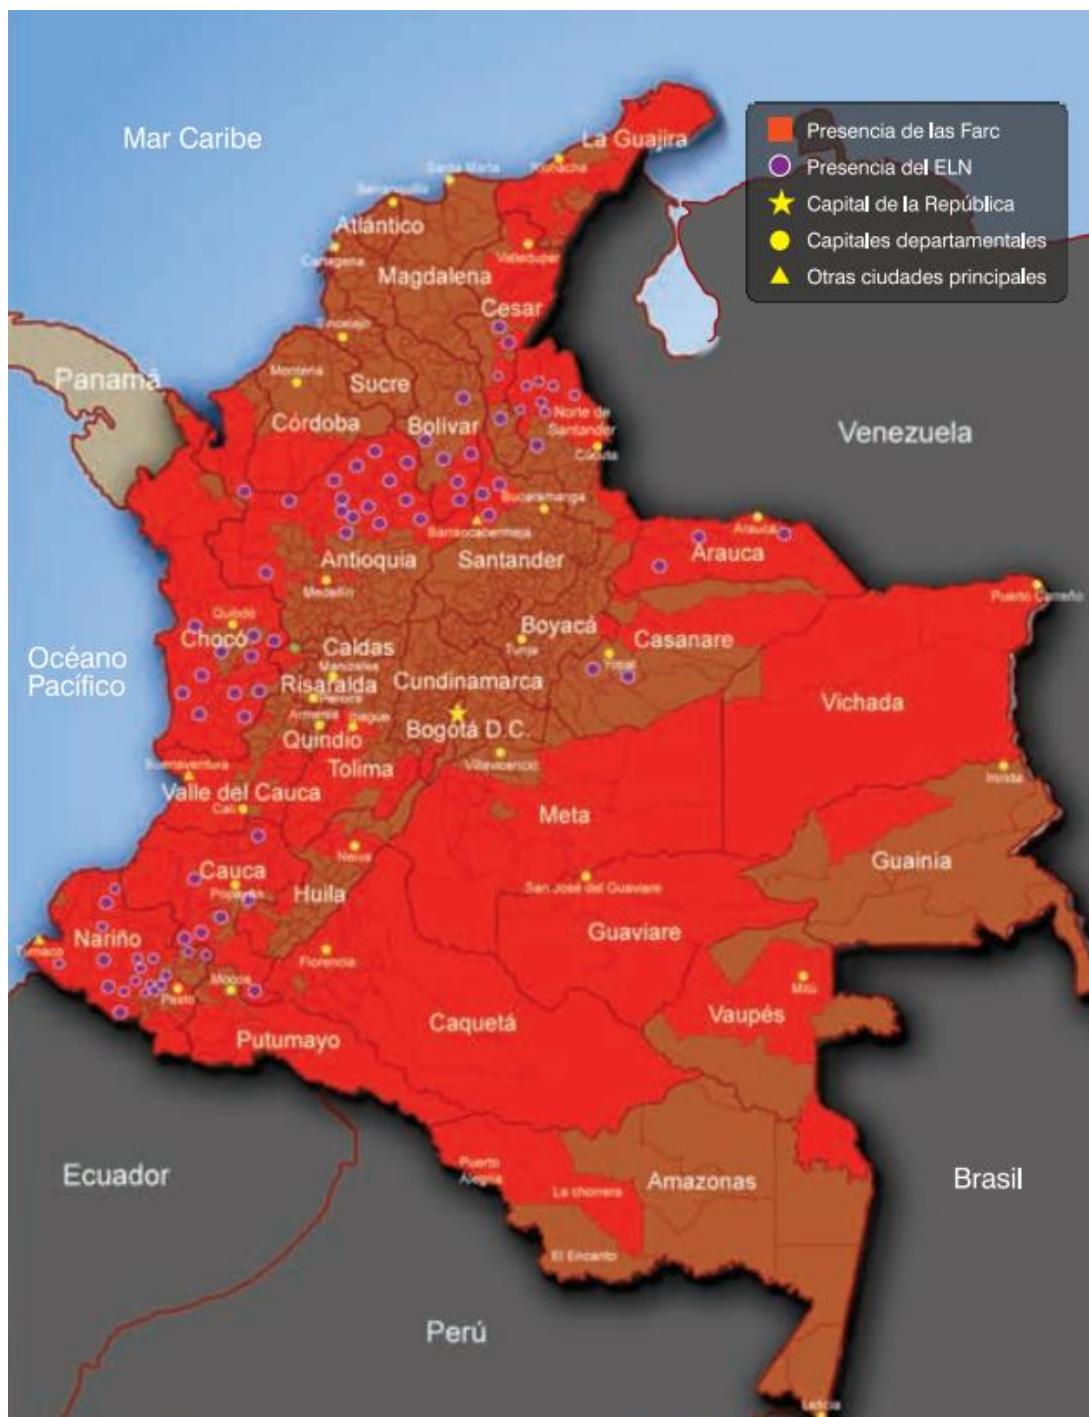 Mar Caribe
La Guajira
Riohacha
Santa Marta
Barranquilla
Atlántico
Cartagena
Magdalena
Valledupar
Cesar
Presencia de las Farc
Presencia del ELN
Capital de la República
Capitales departamentales
Otras ciudades principales
Sincelejo
Panamá
Montería
Sucre
Córdoba
Bolívar
Norte de
Santander
Cúcuta
Venezuela
Bucaramanga
Barrancabermeja
Arauca
Arauca
Antioquia
Santander
Medellín
Puerto Carreño
Quibdó
Chocó
Boyacá
Tunja
Casanare
Yopal
Océano
Pacífico
Caldas
Manizales
Risaralda
Pereira
Cundinamarca
Vichada
Armenia
Ibague
Quindio
Bogotá D.C.
Buenaventura
Tolima
Villavicencio
Inirida
Valle del Cauca
Cali
Meta
Neiva
Cauca
Popayán
Huila
San José del Guaviare
Guainia
Nariño
Tumaco
Guaviare
Florencia
Mocoa
Pasto
Mitú
Vaupés
Caquetá
Putumayo
Ecuador
Puerto
Alegria
La chorrera
Amazonas
Brasil
El Encanto
Perú
Leticia